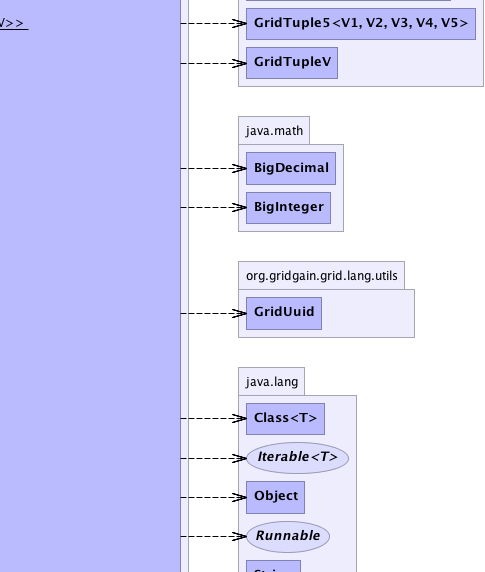 V>>
GridTuple5<V1, V2, V3, V4, V5>
GridTupleV
java.math
BigDecimal
BigInteger
org.gridgain.grid.lang.utils
GridUuid
java.lang
Class<T>
Iterable<T>
Object
Runnable